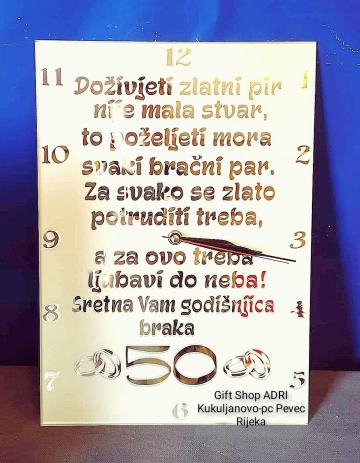 12
11
1
Doživjeti zlatni pir
nije mala stvar,
to poželjeti mora
10
svaki bračni par.
Za svako se zlato
potruditi treba,
9
3
a za ovo treba
ljubavi do neba!
Sretna Vam godišnjica
8
4
braka
50
7
5
6
Gift Shop ADRI
Kukuljanovo-pc Pevec
Rijeka